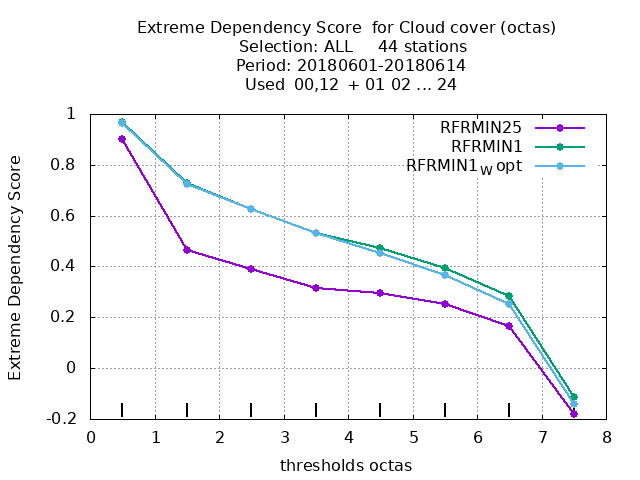 Extreme Dependency Score  for Cloud cover (octas)
Selection: ALL     44 stations
Period: 20180601-20180614
Used  00,12  + 01 02 ... 24
RFRMIN25
RFRMIN1
RFRMIN1W opt
Extreme Dependency Score
1
0.8
0.6
0.4
0.2
0
-0.2
0 1 2 3 4 5 6 7 8
thresholds octas